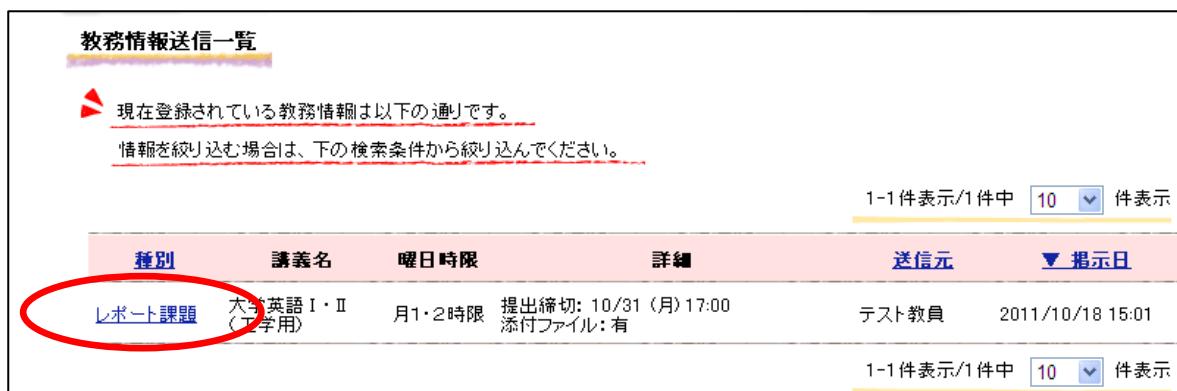 教務情報送信一覧
現在登録されている教務情報は以下の通りです。
情報を絞り込む場合は、下の検索条件から絞り込んでください。
1-1件表示/1件中 10 件表示
種別 講義名 曜日時限 詳細 送信元 ▼ 掲示日
レポート課題 大学英語Ⅰ・Ⅱ 月1・2時限 提出締切: 10/31 (月) 17:00 テスト教員 2011/10/18 15:01
学用) 添付ファイル: 有
1-1件表示/1件中 10 件表示